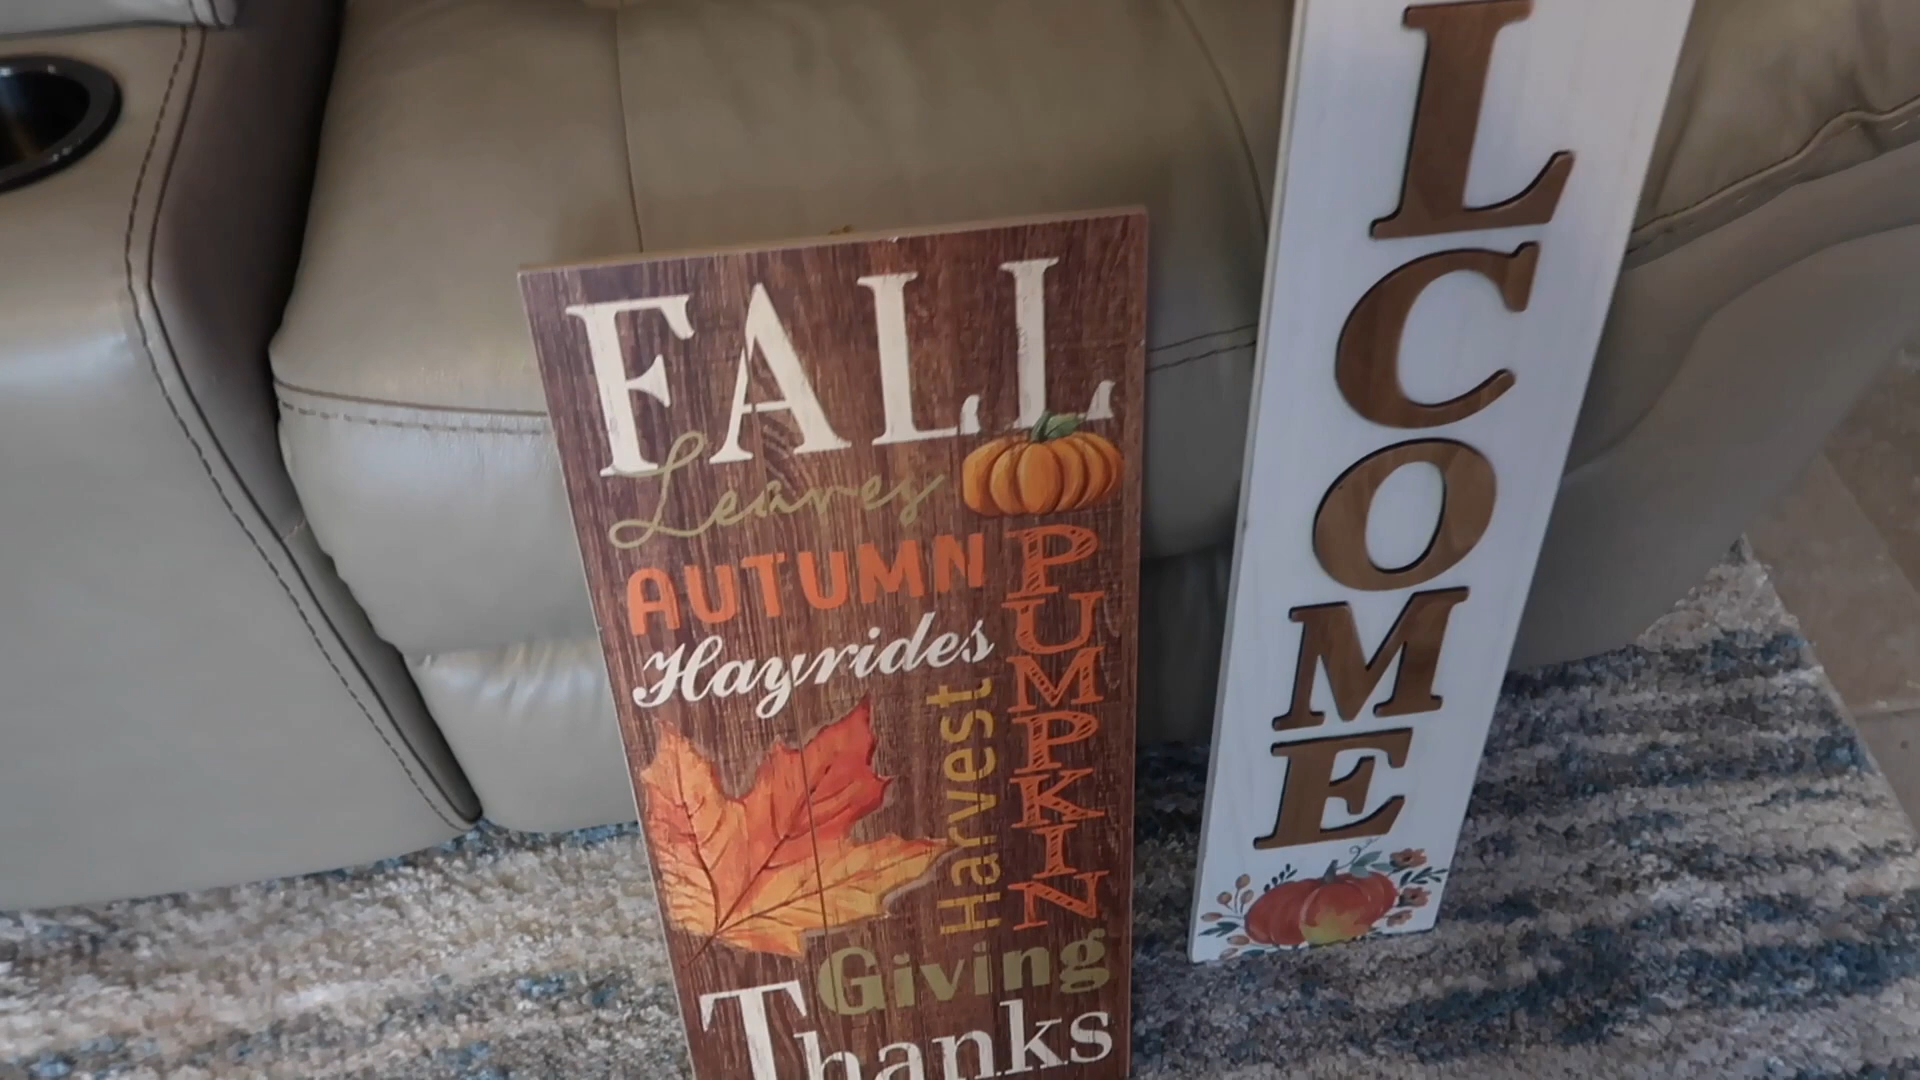 FALL
Leaves
AUTUMN
PUMPKIN
Hayrides
Harvest
Giving
Thanks
LCOME